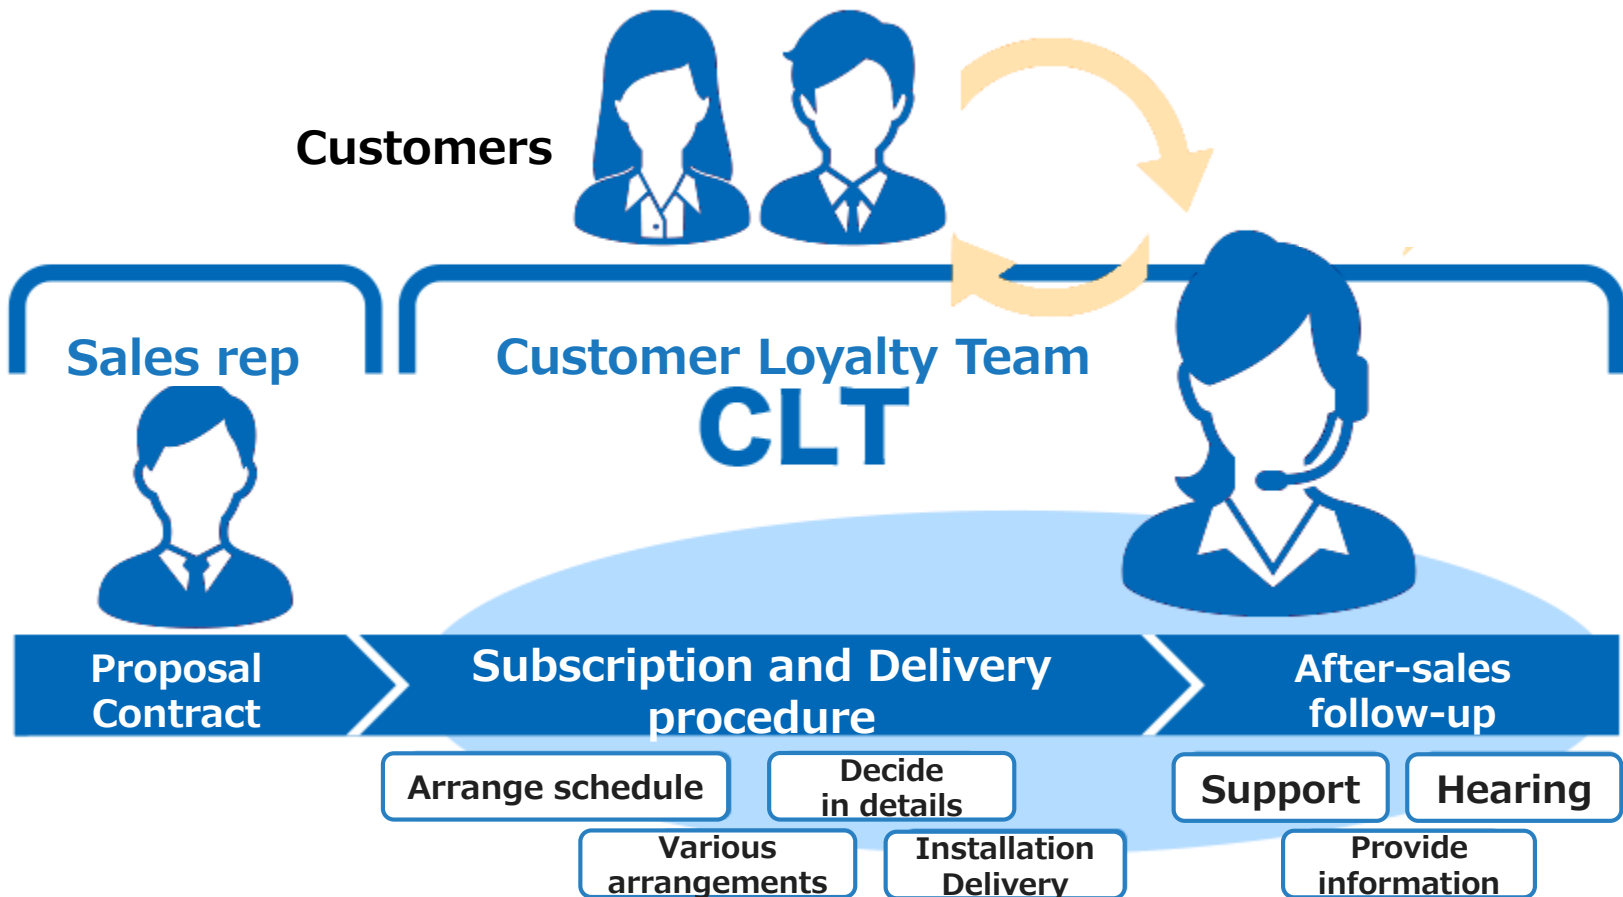 Customers
Sales rep
Customer Loyalty Team
CLT
Proposal
Contract
Subscription and Delivery
procedure
After-sales
follow-up
Arrange schedule
Decide
in details
Support
Hearing
Various
arrangements
Installation
Delivery
Provide
information